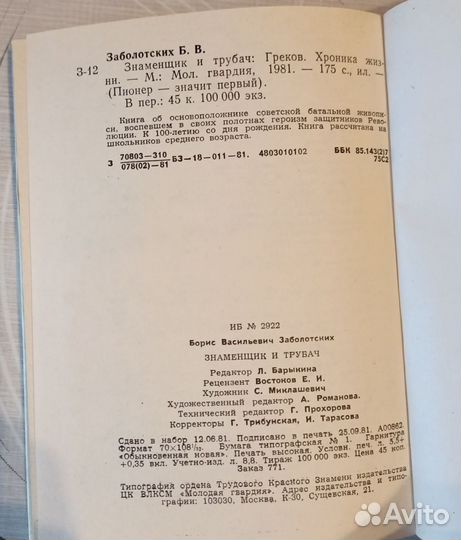 Заболотских Б. В.
З-12 Знаменщик и трубач: Греков. Хроника жиз-
ни. — М.: Мол. гвардия, 1981. — 175 с., ил. —
(Пионер — значит первый).
В пер.: 45 к. 100 000 экз.
Книга об основоположнике советской батальной живопи-
си, воспевшем в своих полотнах героизм защитников Рево-
люции. К 100-летию со дня рождения. Книга рассчитана на
школьников среднего возраста.
З 70803—310
078(02)—81 БЗ—18—011—81. 4803010102 ББК 85.143(2)7
75С2
ИБ № 2922
Борис Васильевич Заболотских
ЗНАМЕНЩИК И ТРУБАЧ
Редактор Л. Барыкина
Рецензент Востоков Е. И.
Художник С. Миклашевич
Художественный редактор А. Романова.
Технический редактор Г. Прохорова
Корректоры Г. Трибунская, И. Тарасова
Сдано в набор 12.06.81. Подписано в печать 25.09.81. А00862.
Формат 70×108¹/₃₂. Бумага типографская № 1. Гарнитура
«Обыкновенная новая». Печать высокая. Условн. печ. л. 5,5+
+0,35 вкл. Учетно-изд. л. 8,8. Тираж 100 000 экз. Цена 45 коп.
Заказ 771.
Типография ордена Трудового Красного Знамени издательства
ЦК ВЛКСМ «Молодая гвардия». Адрес издательства и типо-
графии: 103030, Москва, К-30, Сущевская, 21.
Avito